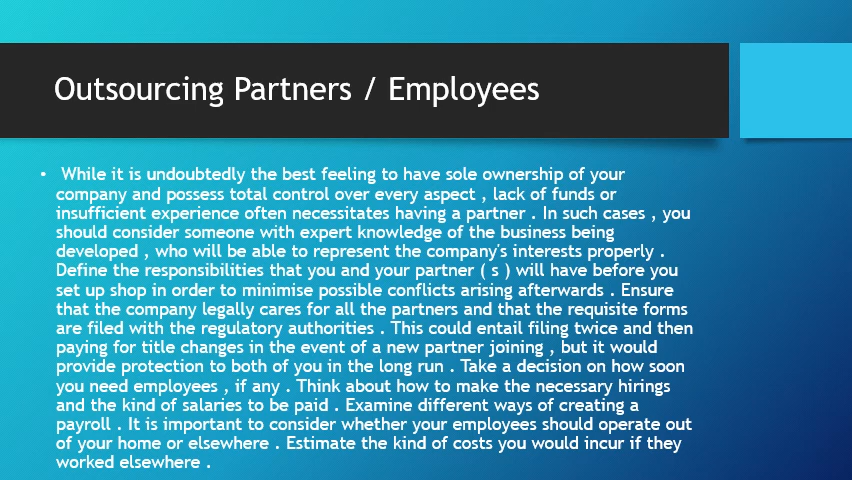 Outsourcing Partners / Employees
• While it is undoubtedly the best feeling to have sole ownership of your
company and possess total control over every aspect , lack of funds or
insufficient experience often necessitates having a partner . In such cases , you
should consider someone with expert knowledge of the business being
developed , who will be able to represent the company's interests properly .
Define the responsibilities that you and your partner ( s ) will have before you
set up shop in order to minimise possible conflicts arising afterwards . Ensure
that the company legally cares for all the partners and that the requisite forms
are filed with the regulatory authorities . This could entail filing twice and then
paying for title changes in the event of a new partner joining , but it would
provide protection to both of you in the long run . Take a decision on how soon
you need employees , if any . Think about how to make the necessary hirings
and the kind of salaries to be paid . Examine different ways of creating a
payroll . It is important to consider whether your employees should operate out
of your home or elsewhere . Estimate the kind of costs you would incur if they
worked elsewhere .